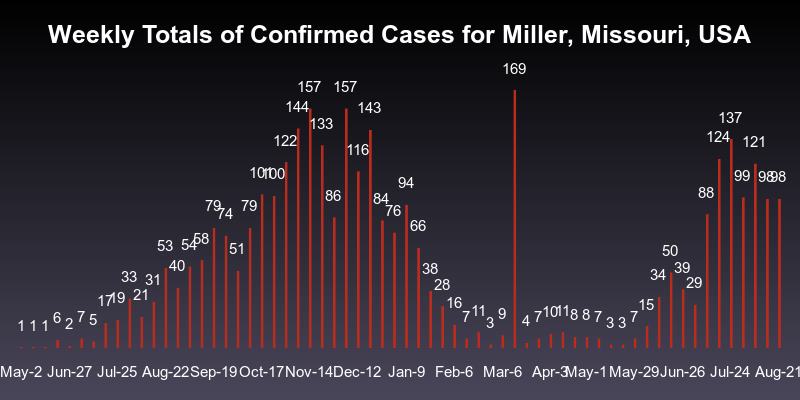 Weekly Totals of Confirmed Cases for Miller, Missouri, USA
1 1 1 6 2 7 5 17 19 33 21 31 53 40 54 58 79 74 51 79 101 100 122 144 157 133 86 157 116 143 84 76 94 66 38 28 16 7 11 3 9 169 4 7 10 11 8 8 7 3 3 7 15 34 50 39 29 88 124 137 99 121 98 98
May-2 Jun-27 Jul-25 Aug-22 Sep-19 Oct-17 Nov-14 Dec-12 Jan-9 Feb-6 Mar-6 Apr-3 May-1 May-29 Jun-26 Jul-24 Aug-21